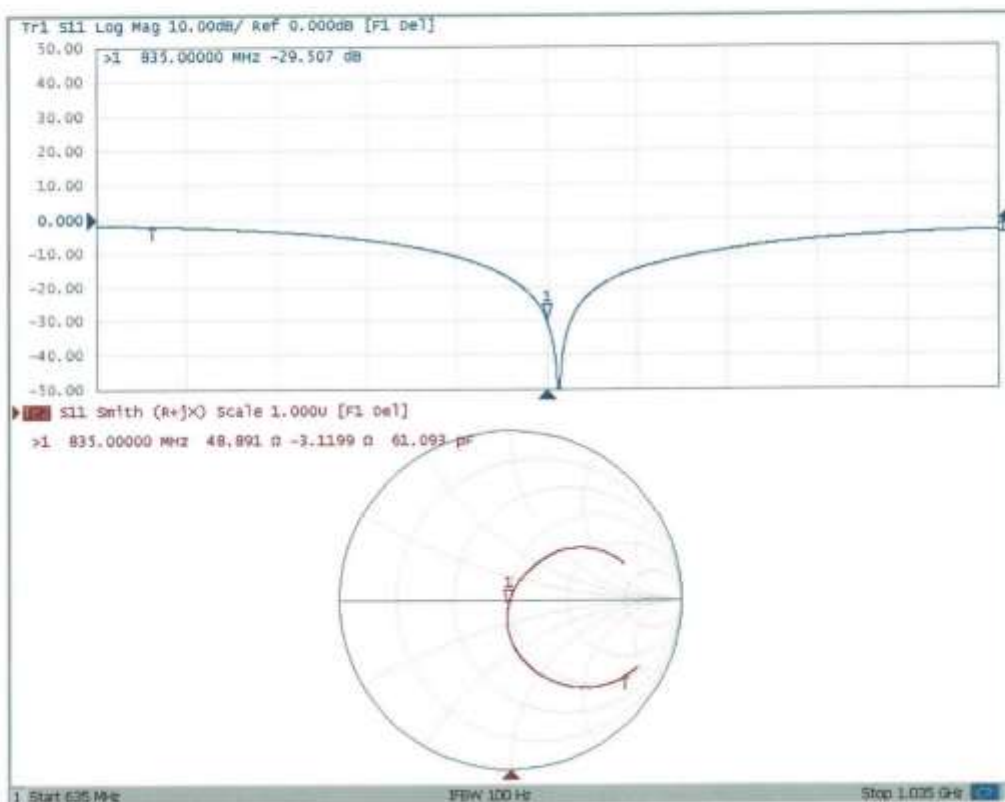 Tr1 S11 Log Mag 10.00dB/ Ref 0.000dB [F1 Del]
50.00
>1 835.00000 MHz -29.507 dB
40.00
30.00
20.00
10.00
0.000
-10.00
1
-20.00
-30.00
-40.00
-50.00
S11 Smith (R+jX) Scale 1.000U [F1 Del]
>1 835.00000 MHz 48.891 Ω -3.1199 Ω 61.093 pF
1
1 Start 635 MHz IFBW 100 Hz Stop 1.035 GHz